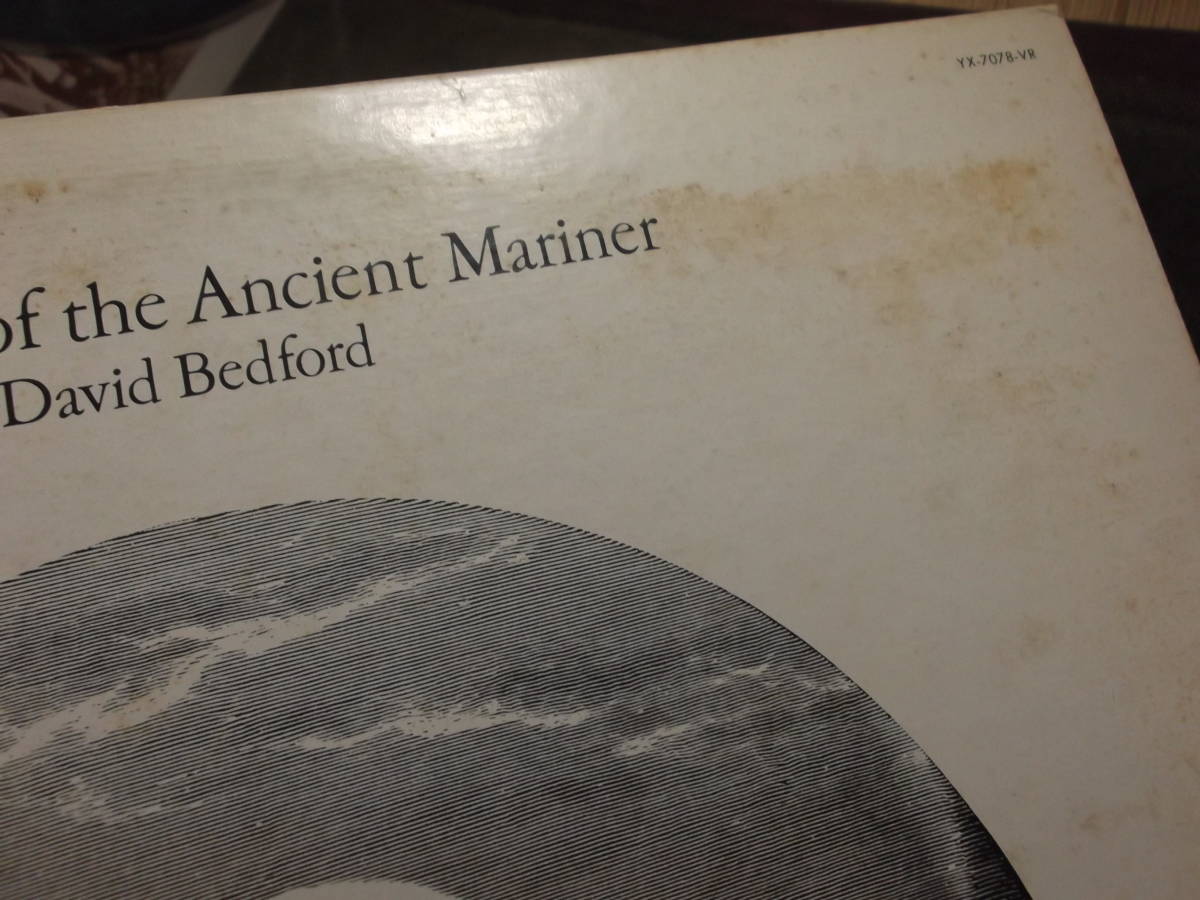 YX-7078-VR
of the Ancient Mariner
David Bedford